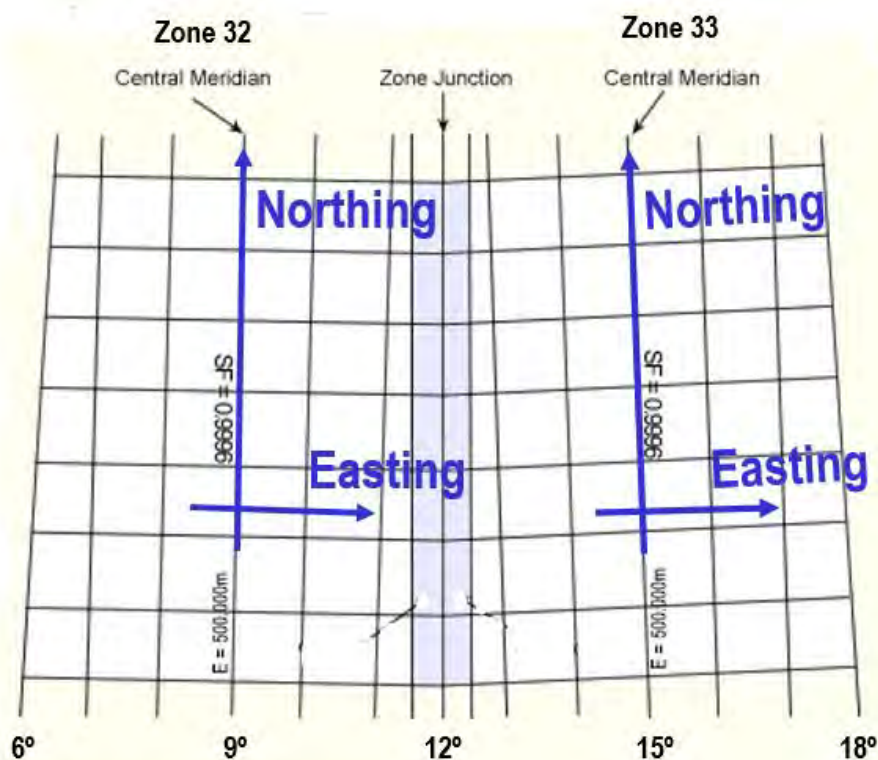 Zone 32
Zone 33
Central Meridian
Zone Junction
Central Meridian
Northing
Northing
SF = 0.9996
SF = 0.9996
Easting
Easting
E = 500.000m
E = 500.000m
6º
9º
12º
15º
18º